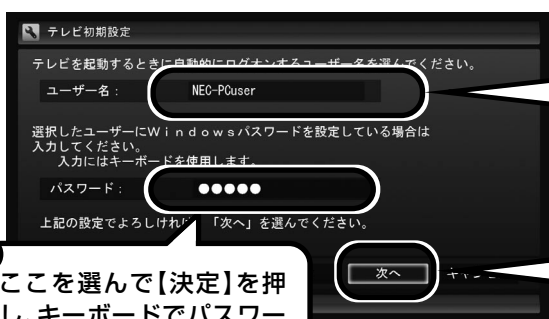 テレビ初期設定
テレビを起動するときに自動的にログオンするユーザー名を選んでください。
ユーザー名: NEC-PCuser
選択したユーザーにWindowsパスワードを設定している場合は
入力してください。
入力にはキーボードを使用します。
パスワード: ●●●●●
上記の設定でよろしければ、「次へ」を選んでください。
次へ
ここを選んで【決定】を押
し、キーボードでパスワー